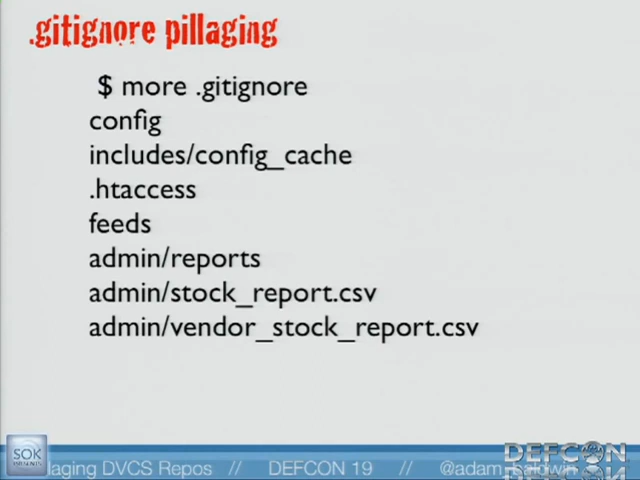 .gitignore pillaging
$ more .gitignore
config
includes/config_cache
.htaccess
feeds
admin/reports
admin/stock_report.csv
admin/vendor_stock_report.csv
SOK
aging DVCS Repos // DEFCON 19 // @adam_baldwin
DEFCON